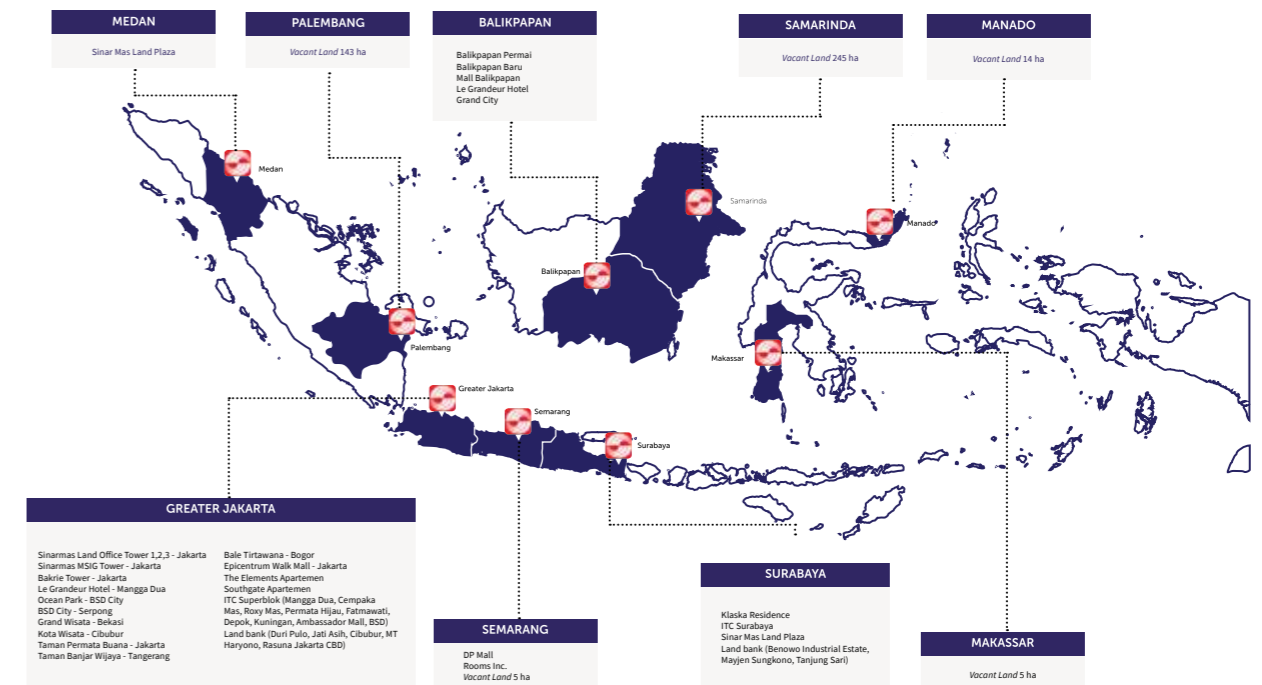 MEDAN
Sinar Mas Land Plaza
PALEMBANG
Vacant Land 143 ha
BALIKPAPAN
Balikpapan Permai
Balikpapan Baru
Mall Balikpapan
Le Grandeur Hotel
Grand City
SAMARINDA
Vacant Land 245 ha
MANADO
Vacant Land 14 ha
Medan
Samarinda
Manado
Balikpapan
Palembang
Makassar
Greater Jakarta
Semarang
Surabaya
GREATER JAKARTA
Sinarmas Land Office Tower 1,2,3 - Jakarta
Sinarmas MSIG Tower - Jakarta
Bakrie Tower - Jakarta
Le Grandeur Hotel - Mangga Dua
Ocean Park - BSD City
BSD City - Serpong
Grand Wisata - Bekasi
Kota Wisata - Cibubur
Taman Permata Buana - Jakarta
Taman Banjar Wijaya - Tangerang
Bale Tirtawana - Bogor
Epicentrum Walk Mall - Jakarta
The Elements Apartemen
Southgate Apartemen
ITC Superblok (Mangga Dua, Cempaka
Mas, Roxy Mas, Permata Hijau, Fatmawati,
Depok, Kuningan, Ambassador Mall, BSD)
Land bank (Duri Pulo, Jati Asih, Cibubur, MT
Haryono, Rasuna Jakarta CBD)
SEMARANG
DP Mall
Rooms Inc.
Vacant Land 5 ha
SURABAYA
Klaska Residence
ITC Surabaya
Sinar Mas Land Plaza
Land bank (Benowo Industrial Estate,
Mayjen Sungkono, Tanjung Sari)
MAKASSAR
Vacant Land 5 ha